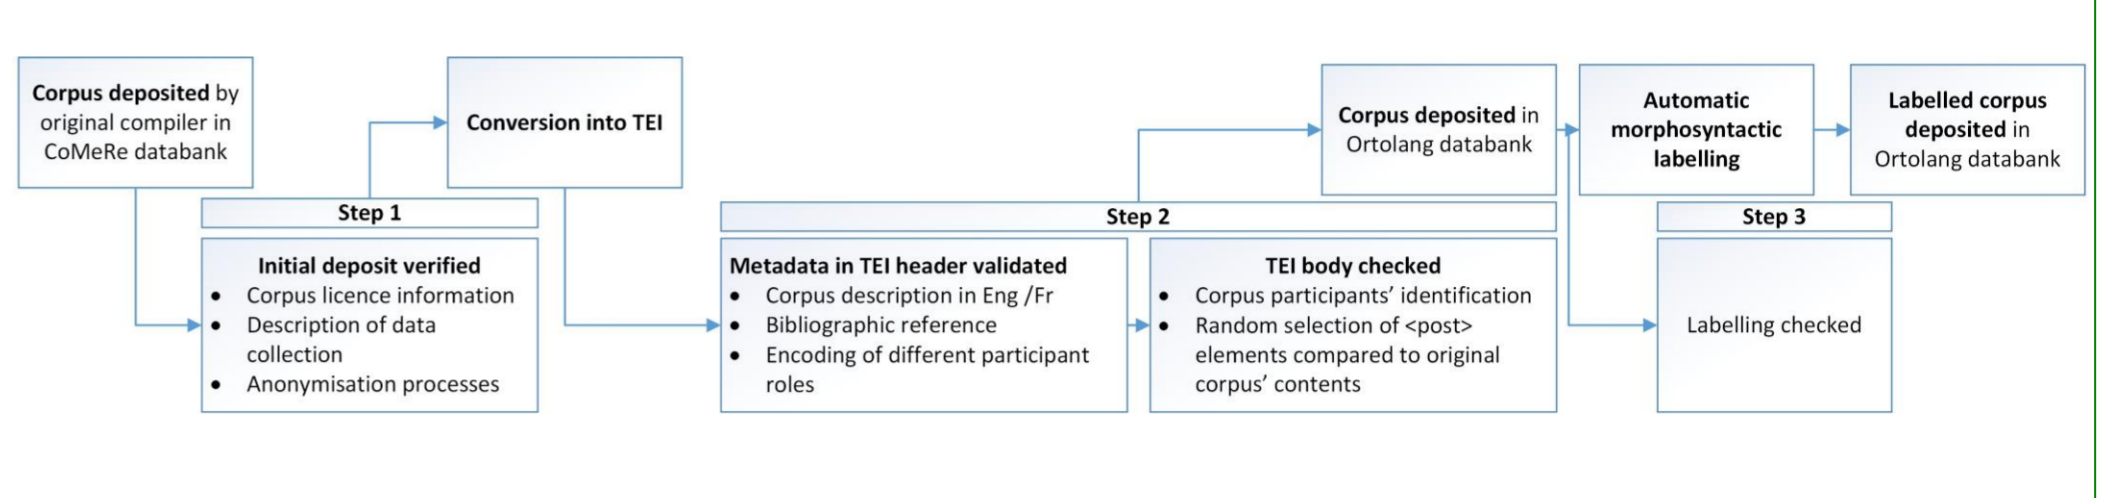 Corpus deposited by
original compiler in
CoMeRe databank
Step 1
Initial deposit verified
• Corpus licence information
• Description of data
collection
• Anonymisation processes
Conversion into TEI
Step 2
Metadata in TEI header validated
• Corpus description in Eng /Fr
• Bibliographic reference
• Encoding of different participant
roles
TEI body checked
• Corpus participants’ identification
• Random selection of <post>
elements compared to original
corpus’ contents
Corpus deposited in
Ortolang databank
Automatic
morphosyntactic
labelling
Step 3
Labelling checked
Labelled corpus
deposited in
Ortolang databank